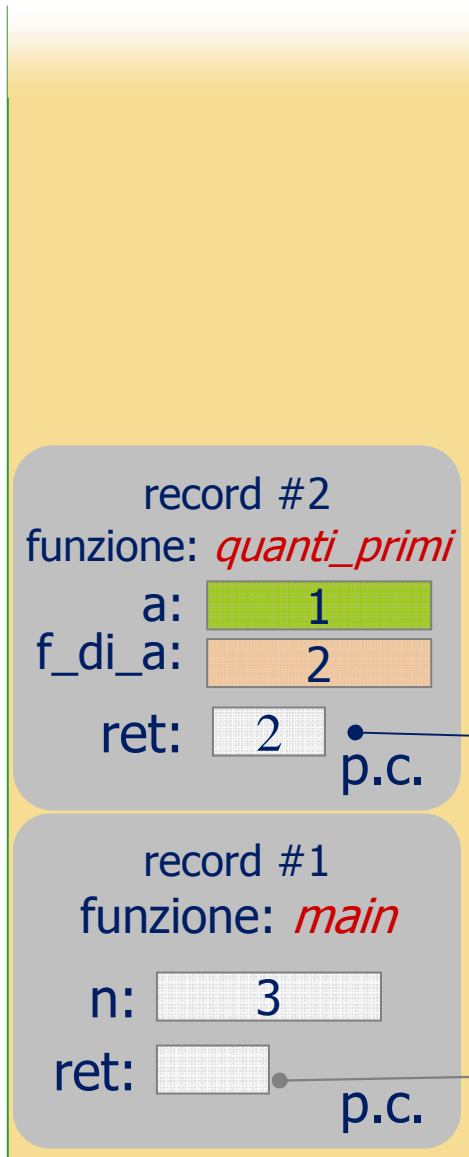 record #2
funzione: quanti_primi
a: 1
f_di_a: 2
ret: 2
p.c.
record #1
funzione: main
n: 3
ret:
p.c.